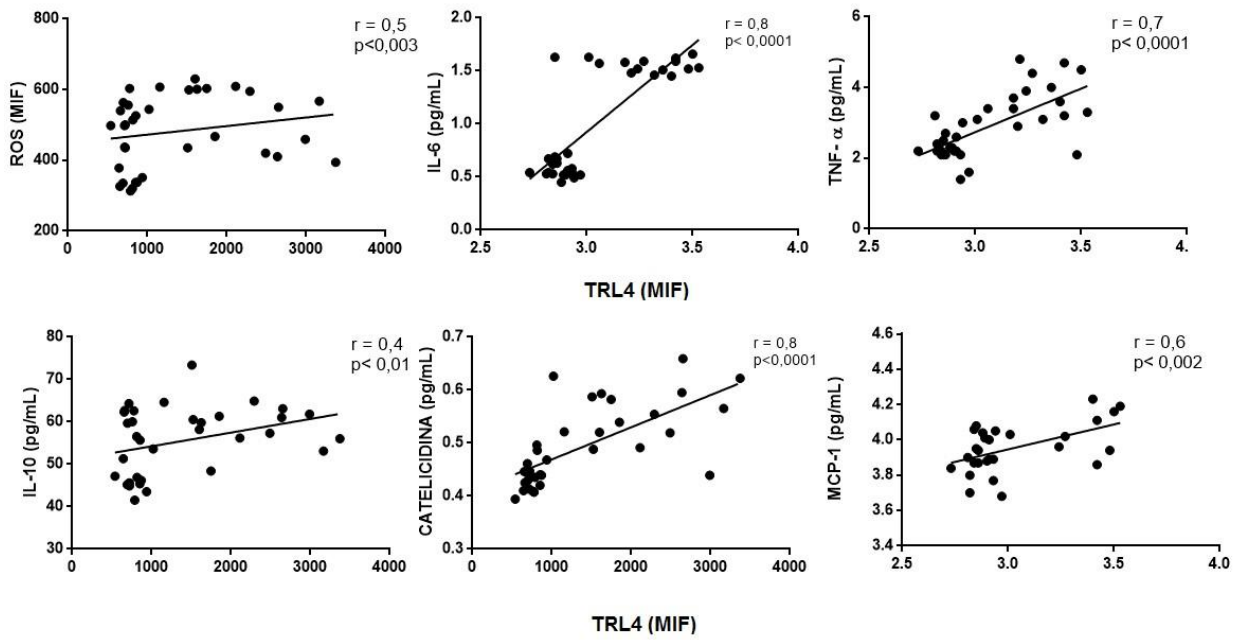 r = 0,5
p<0,003
ROS (MIF)
800
600
400
200
0
1000
2000
3000
4000
r = 0,8
p< 0,0001
IL-6 (pg/mL)
2.0
1.5
1.0
0.5
0.0
2.5
3.0
3.5
4.0
r = 0,7
p< 0,0001
TNF- α (pg/mL)
6
4
2
0
2.5
3.0
3.5
4.
TRL4 (MIF)
r = 0,4
p< 0,01
IL-10 (pg/mL)
80
70
60
50
40
30
0
1000
2000
3000
4000
r = 0,8
p<0,0001
CATELICIDINA (pg/mL)
0.7
0.6
0.5
0.4
0.3
0
1000
2000
3000
4000
r = 0,6
p< 0,002
MCP-1 (pg/mL)
4.6
4.4
4.2
4.0
3.8
3.6
3.4
2.5
3.0
3.5
4.0
TRL4 (MIF)